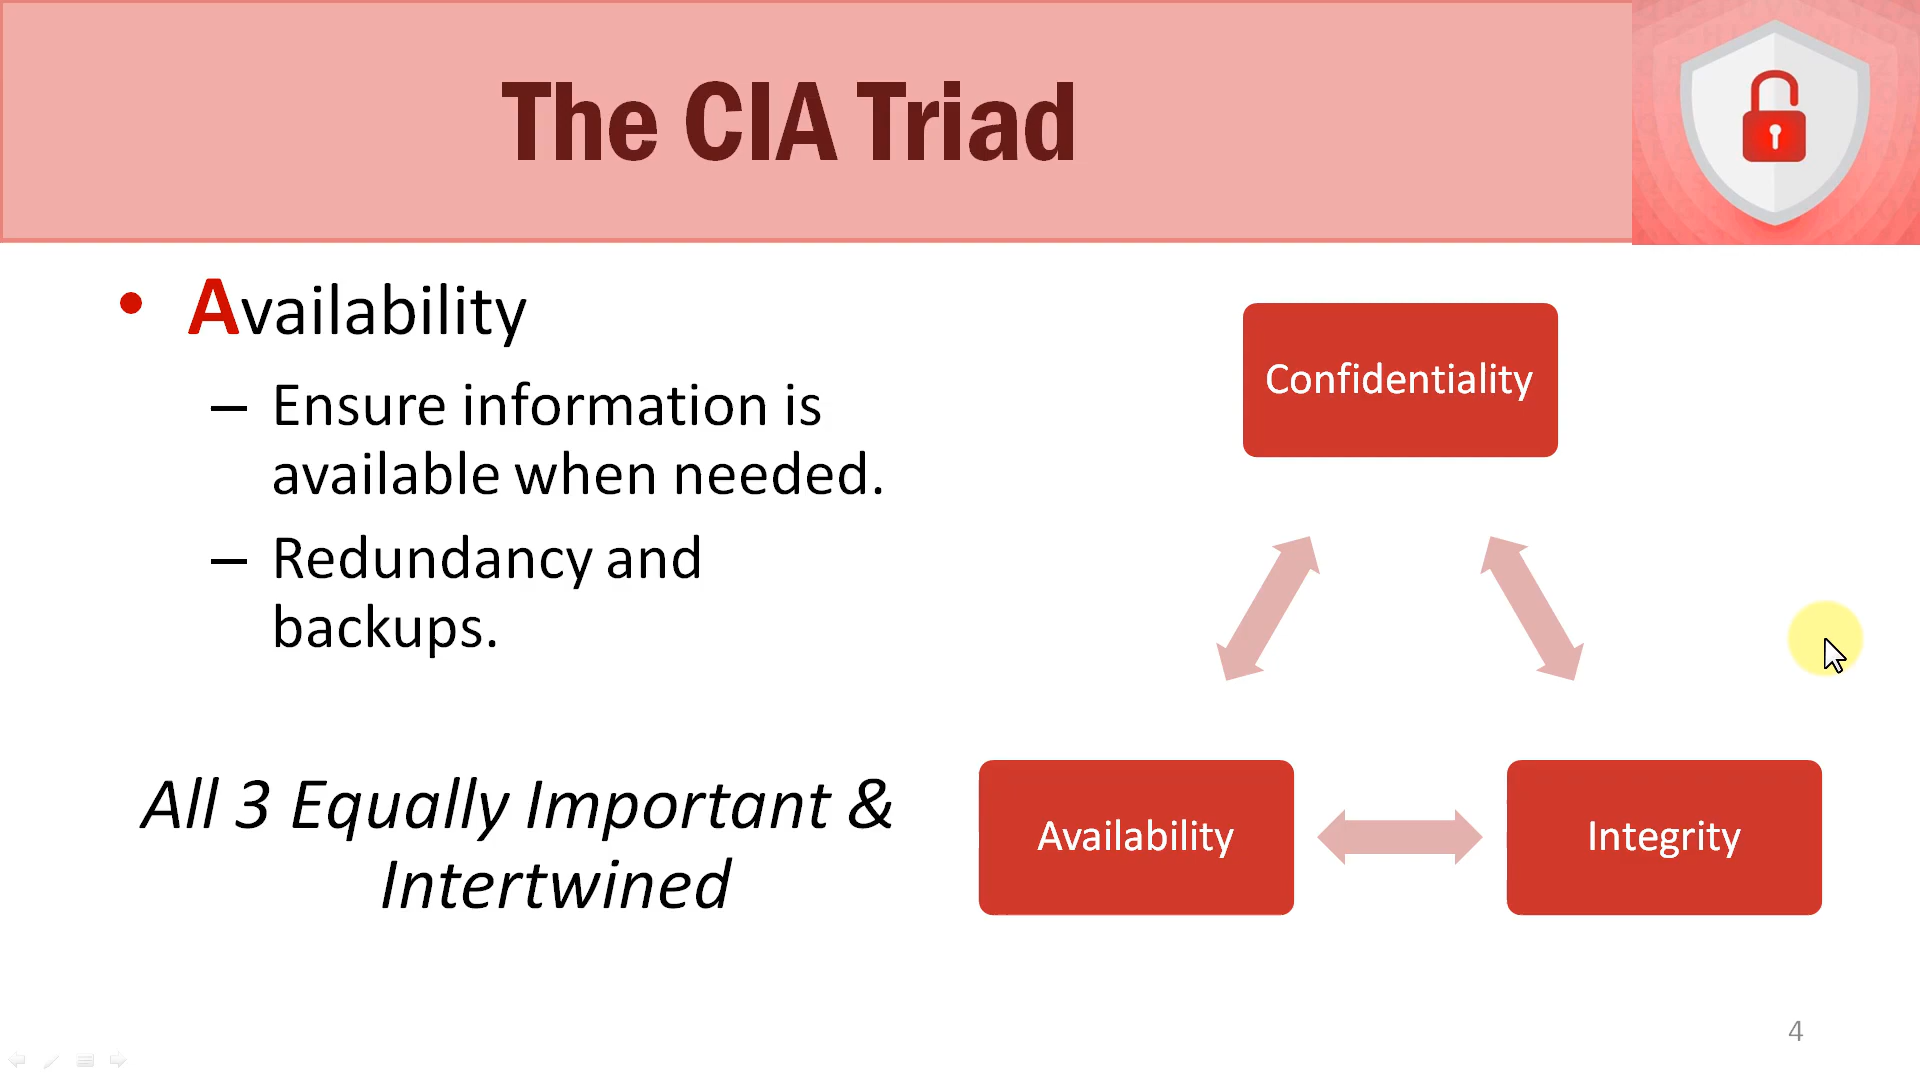 The CIA Triad
• Availability
– Ensure information is
available when needed.
– Redundancy and
backups.
All 3 Equally Important &
Intertwined
Confidentiality
Availability
Integrity
4